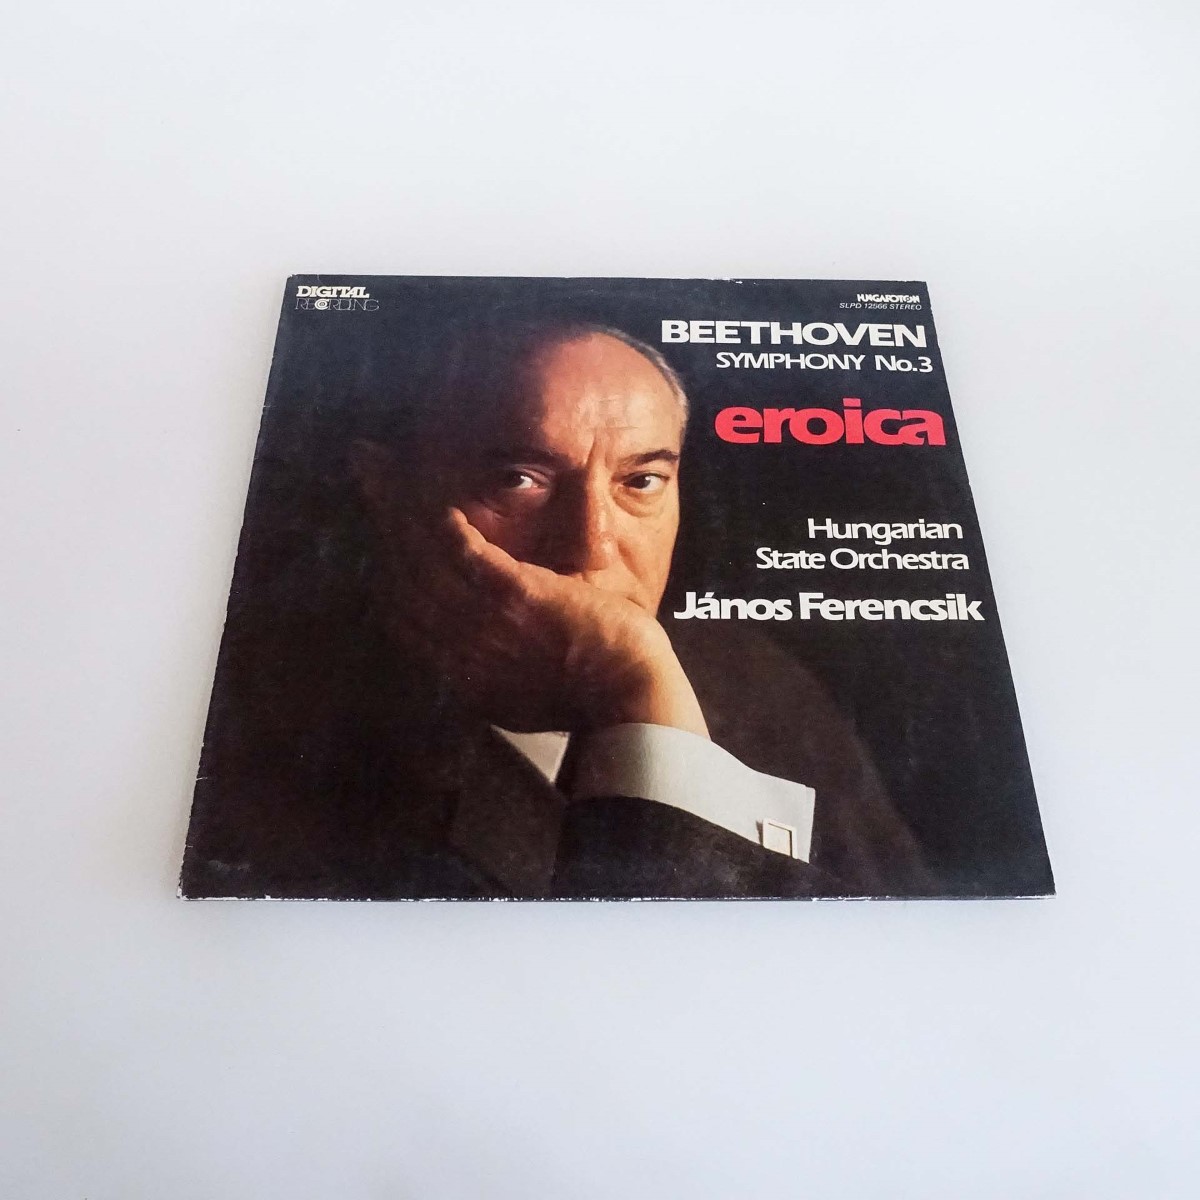 DIGITAL
RECORDING
HUNGAROTON
SLPD 12566 STEREO
BEETHOVEN
SYMPHONY No.3
eroica
Hungarian
State Orchestra
János Ferencsik